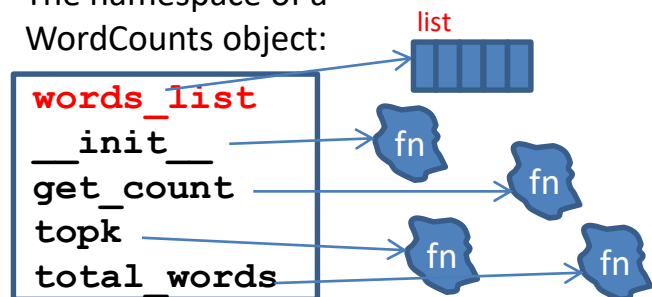 The namespace of a
WordCounts object:
list
words_list
__init__
fn
get_count
fn
topk
fn
total_words
fn